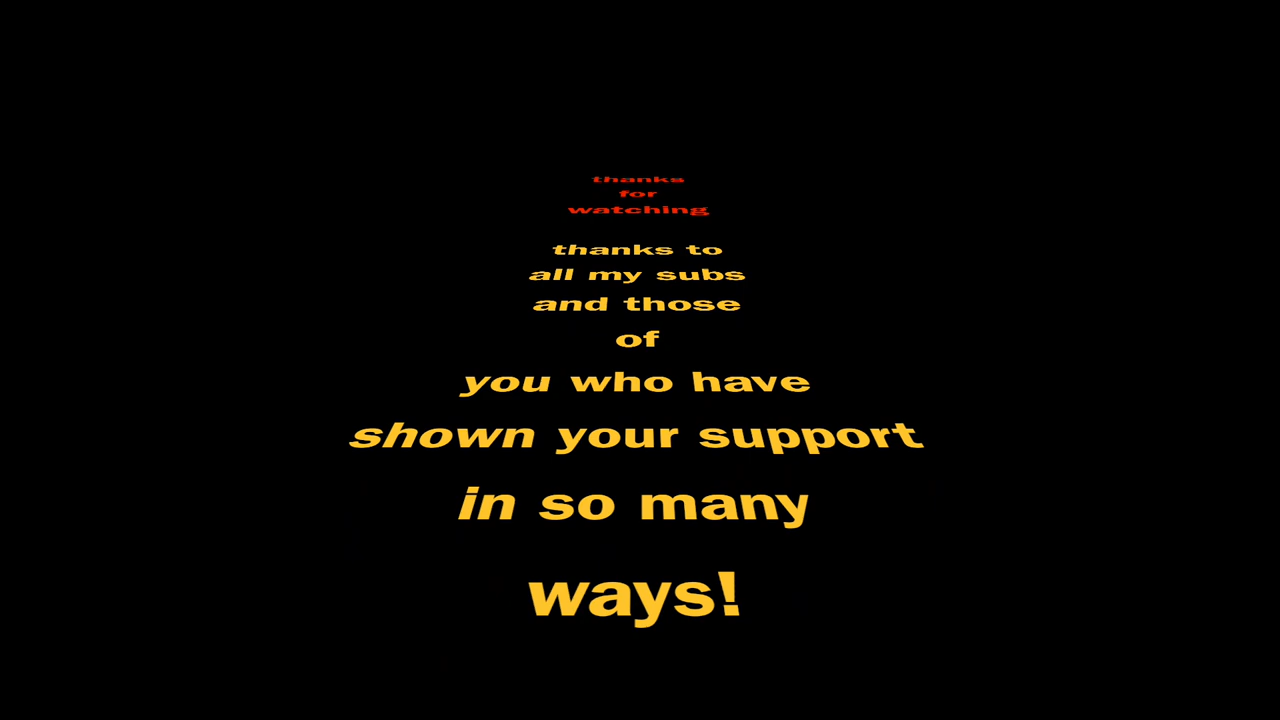 thanks
for
watching
thanks to
all my subs
and those
of
you who have
shown your support
in so many
ways!